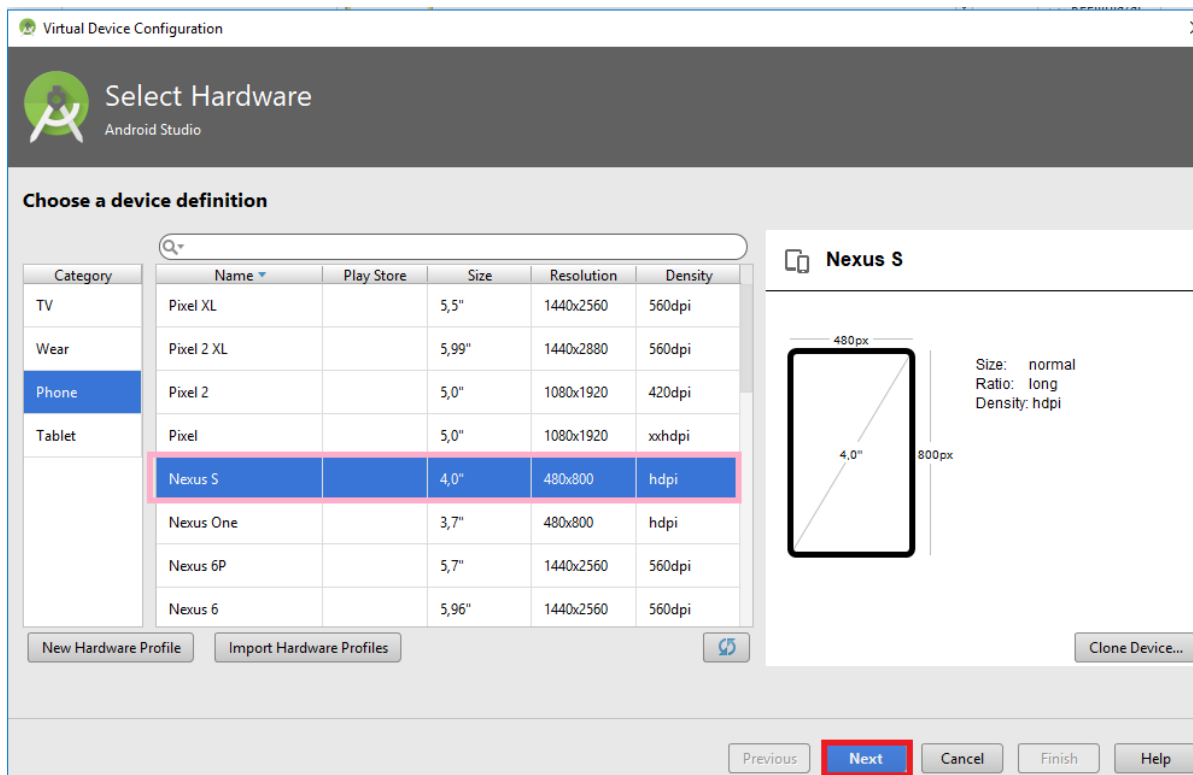 Virtual Device Configuration
Select Hardware
Android Studio
Choose a device definition
Category
TV
Wear
Phone
Tablet
Name Play Store Size Resolution Density
Pixel XL 5,5" 1440x2560 560dpi
Pixel 2 XL 5,99" 1440x2880 560dpi
Pixel 2 5,0" 1080x1920 420dpi
Pixel 5,0" 1080x1920 xxhdpi
Nexus S 4,0" 480x800 hdpi
Nexus One 3,7" 480x800 hdpi
Nexus 6P 5,7" 1440x2560 560dpi
Nexus 6 5,96" 1440x2560 560dpi
New Hardware Profile Import Hardware Profiles
Nexus S
480px
4,0"
800px
Size: normal
Ratio: long
Density: hdpi
Clone Device...
Previous Next Cancel Finish Help